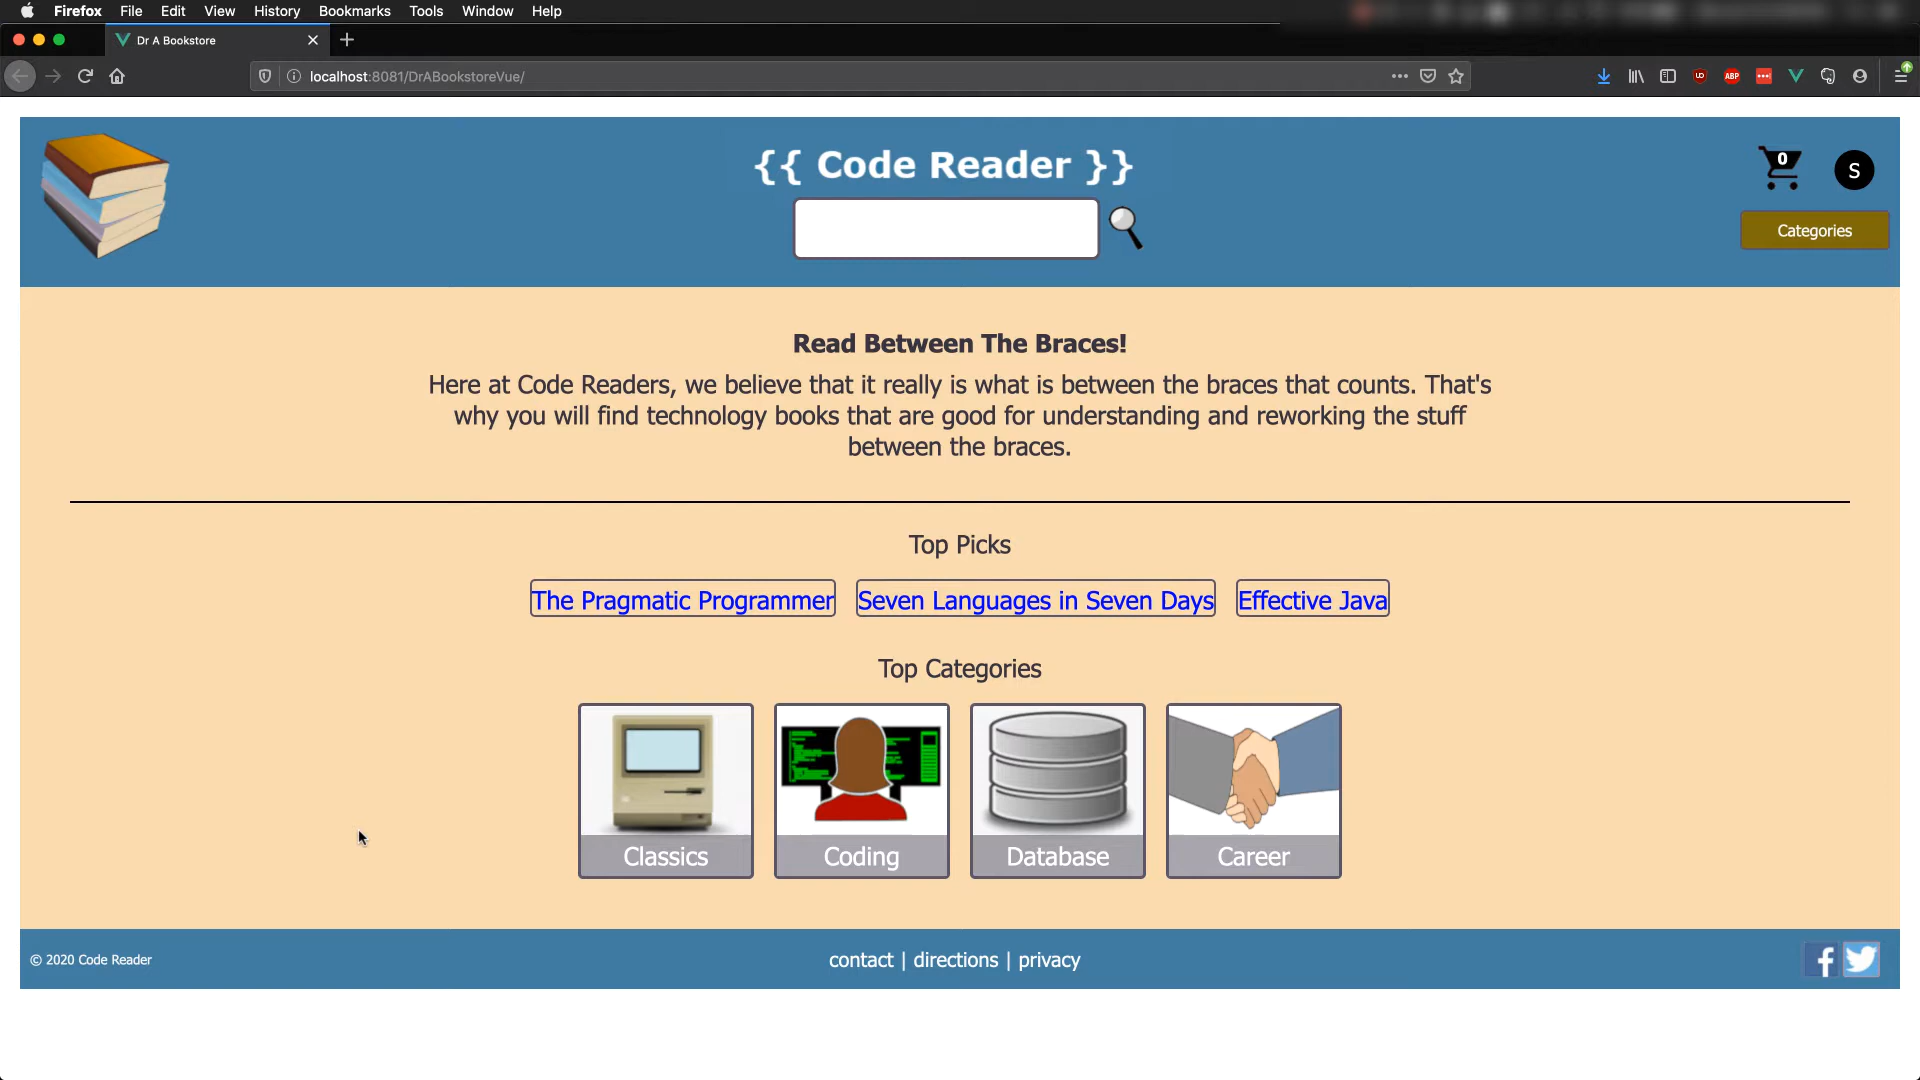 Firefox File Edit View History Bookmarks Tools Window Help
Dr A Bookstore
localhost:8081/DrABookstoreVue/
UD ABP
{{ Code Reader }}
0
S
Categories
Read Between The Braces!
Here at Code Readers, we believe that it really is what is between the braces that counts. That's
why you will find technology books that are good for understanding and reworking the stuff
between the braces.
Top Picks
The Pragmatic Programmer Seven Languages in Seven Days Effective Java
Top Categories
Classics Coding Database Career
© 2020 Code Reader
contact | directions | privacy